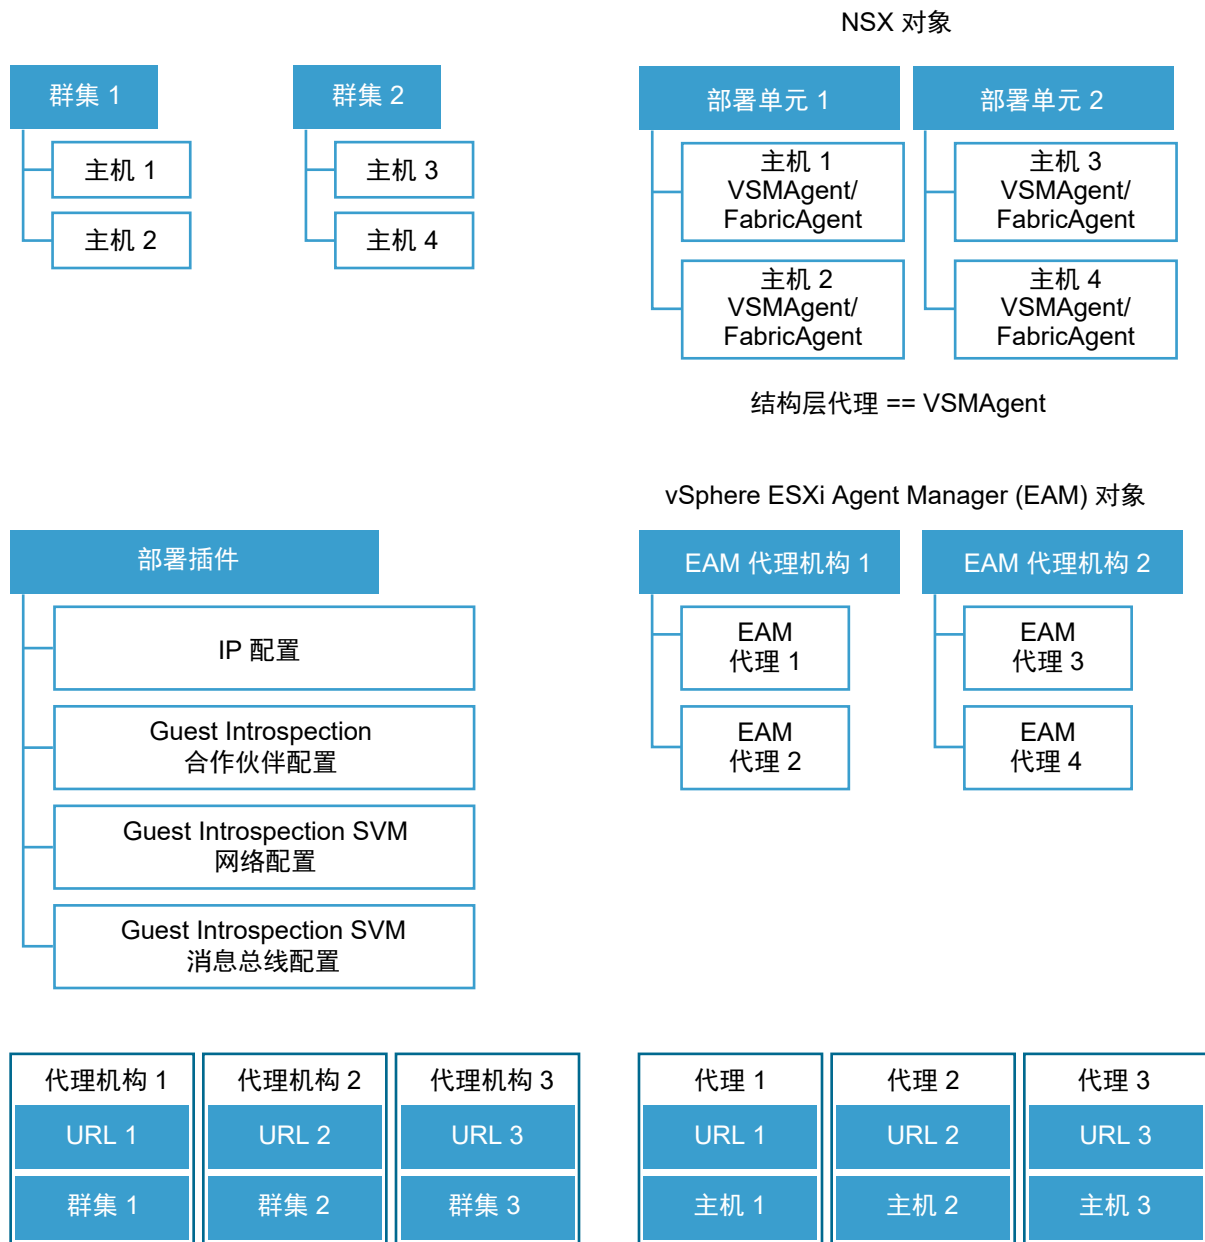 NSX 对象
群集 1
主机 1
主机 2
群集 2
主机 3
主机 4
部署单元 1
主机 1
VSMAgent/
FabricAgent
主机 2
VSMAgent/
FabricAgent
部署单元 2
主机 3
VSMAgent/
FabricAgent
主机 4
VSMAgent/
FabricAgent
结构层代理 == VSMAgent
部署插件
IP 配置
Guest Introspection
合作伙伴配置
Guest Introspection SVM
网络配置
Guest Introspection SVM
消息总线配置
vSphere ESXi Agent Manager (EAM) 对象
EAM 代理机构 1
EAM
代理 1
EAM
代理 2
EAM 代理机构 2
EAM
代理 3
EAM
代理 4
代理机构 1
URL 1
群集 1
代理机构 2
URL 2
群集 2
代理机构 3
URL 3
群集 3
代理 1
URL 1
主机 1
代理 2
URL 2
主机 2
代理 3
URL 3
主机 3